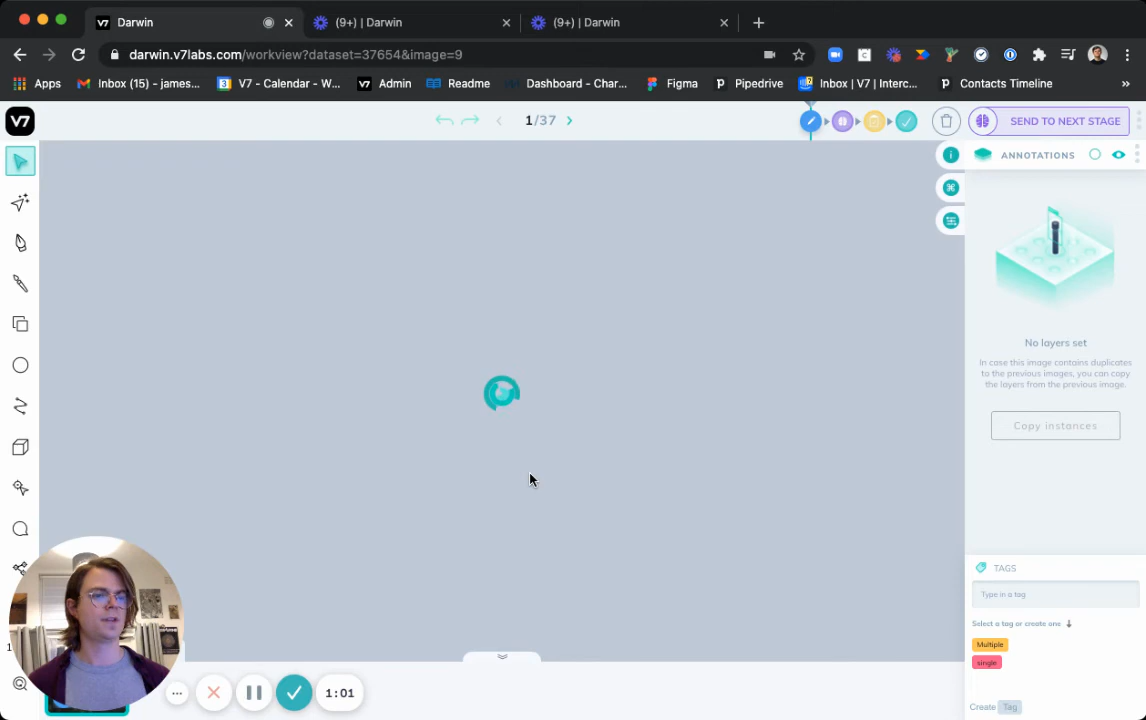 V7 Darwin
(9+) | Darwin
(9+) | Darwin
darwin.v7labs.com/workview?dataset=37654&image=9
Apps
Inbox (15) – james...
3 V7 - Calendar - W...
V7 Admin
Readme
Dashboard – Char...
Figma
p Pipedrive
Inbox | V7 | Interc...
p Contacts Timeline
»
V7
1/37
SEND TO NEXT STAGE
ANNOTATIONS
No layers set
In case this image contains duplicates
to the previous images, you can copy
the layers from the previous image.
Copy instances
TAGS
Type in a tag
Select a tag or create one
Multiple
single
Create Tag
1:01